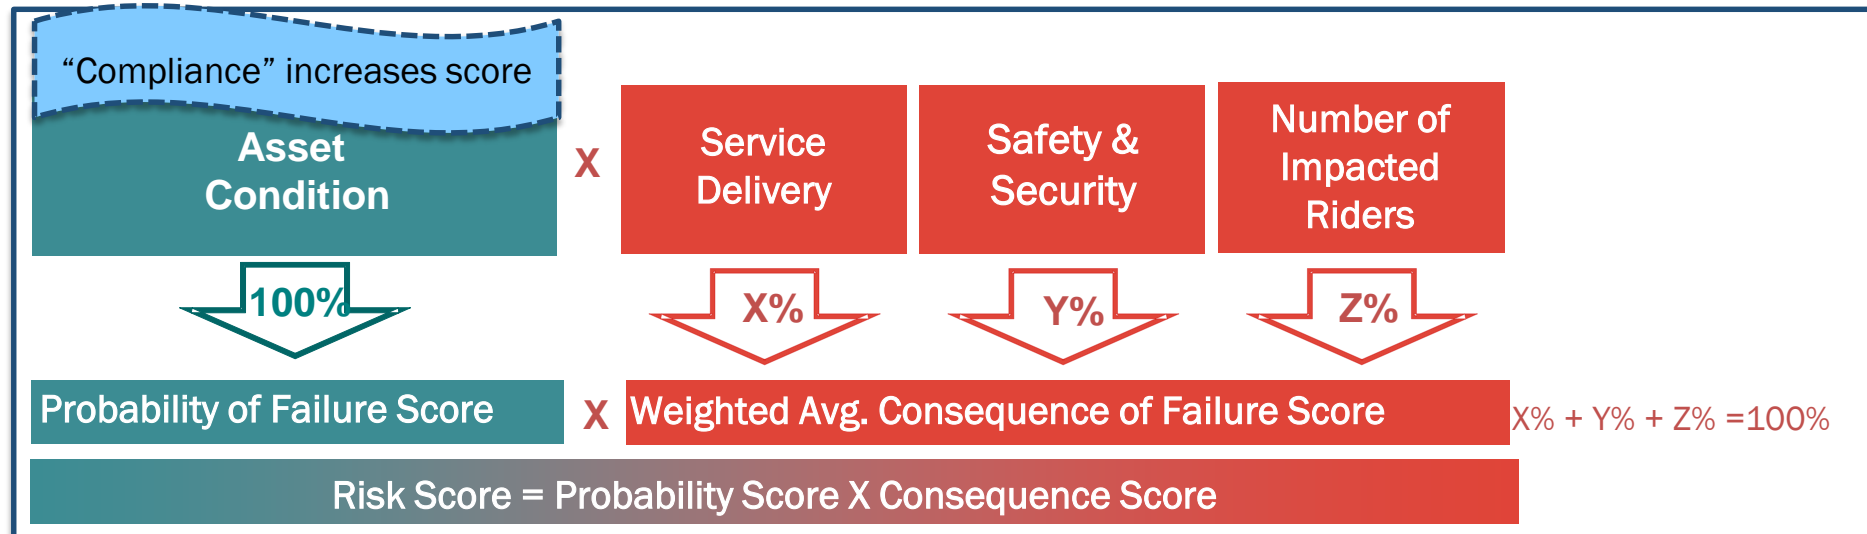 “Compliance” increases score
Asset
Condition
X
Service
Delivery
Safety &
Security
Number of
Impacted
Riders
100%
X%
Y%
Z%
Probability of Failure Score
X
Weighted Avg. Consequence of Failure Score
X% + Y% + Z% =100%
Risk Score = Probability Score X Consequence Score